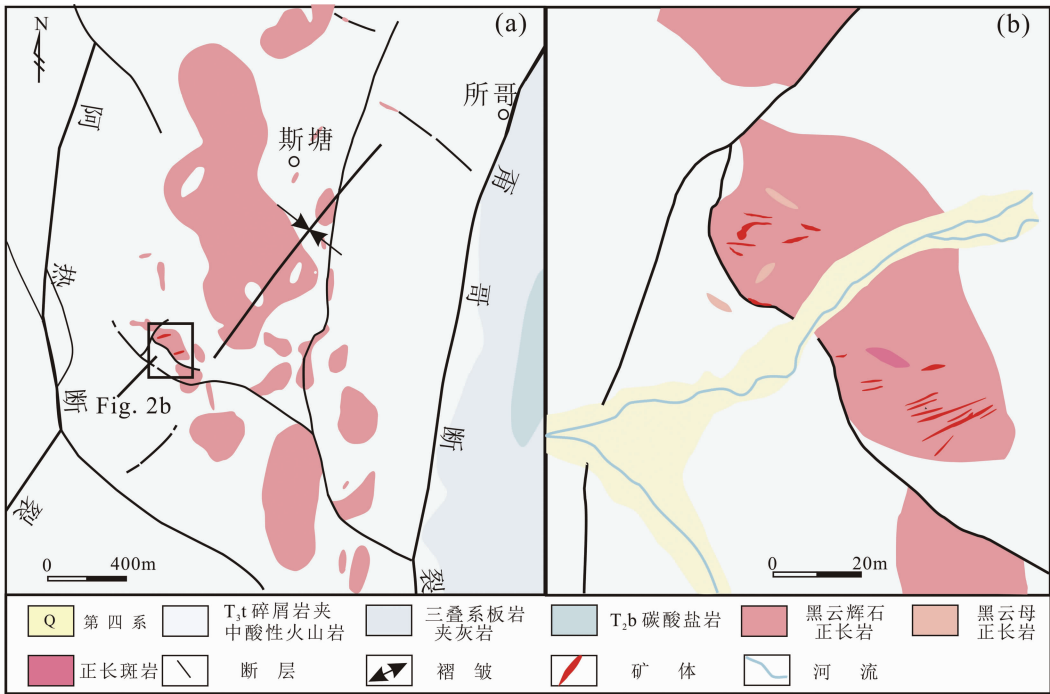 N
(a)
(b)
阿
热
断
裂
斯塘
所哥
甭
哥
断
裂
Fig. 2b
0 400m
0 20m
Q 第四系
T₃t 碎屑岩夹
中酸性火山岩
三叠系板岩
夹灰岩
T₂b 碳酸盐岩
黑云辉石
正长岩
黑云母
正长岩
正长斑岩
断层
褶皱
矿体
河流